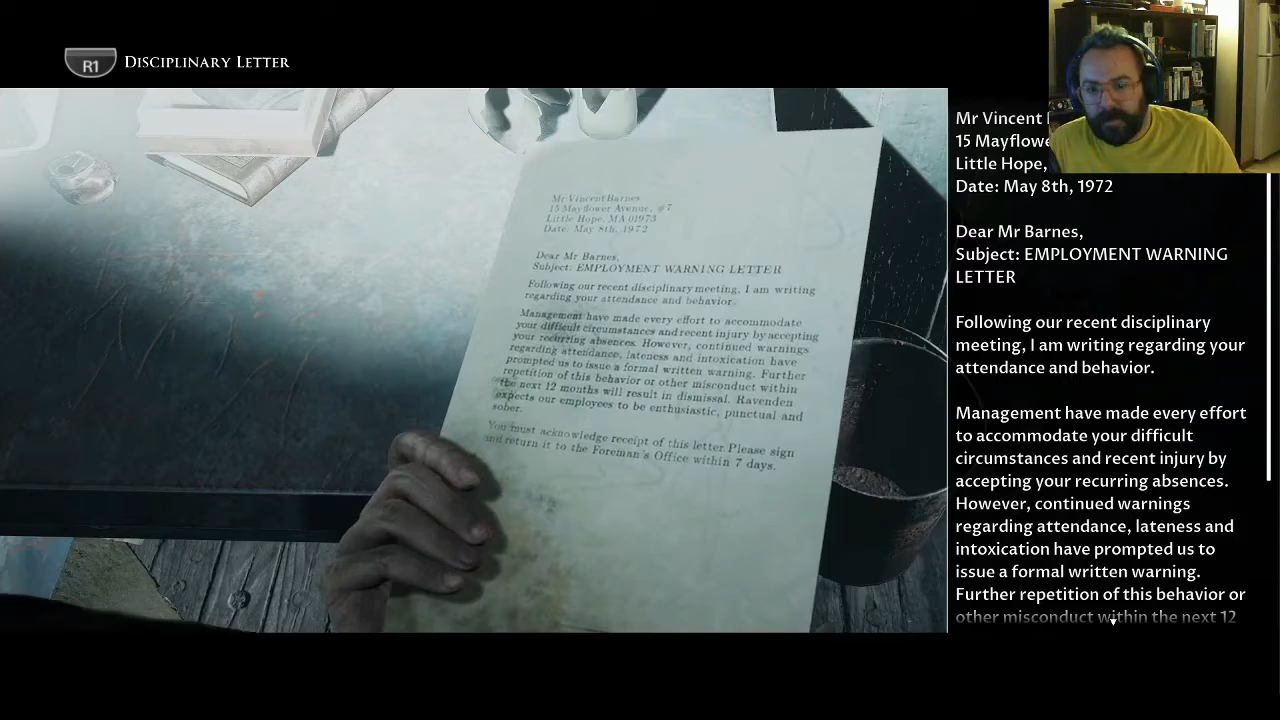 R1 DISCIPLINARY LETTER
Mr Vincent Barnes
15 Mayflower Avenue, #7
Little Hope, MA 01973
Date: May 8th, 1972
Dear Mr Barnes,
Subject: EMPLOYMENT WARNING LETTER
Following our recent disciplinary meeting, I am writing
regarding your attendance and behavior.
Management have made every effort to accommodate
your difficult circumstances and recent injury by accepting
your recurring absences. However, continued warnings
regarding attendance, lateness and intoxication have
prompted us to issue a formal written warning. Further
repetition of this behavior or other misconduct within
the next 12 months will result in dismissal. Ravenden
expects our employees to be enthusiastic, punctual and
sober.
You must acknowledge receipt of this letter. Please sign
and return it to the Foreman's Office within 7 days.
Mr Vincent
15 Mayflowe
Little Hope,
Date: May 8th, 1972
Dear Mr Barnes,
Subject: EMPLOYMENT WARNING
LETTER
Following our recent disciplinary
meeting, I am writing regarding your
attendance and behavior.
Management have made every effort
to accommodate your difficult
circumstances and recent injury by
accepting your recurring absences.
However, continued warnings
regarding attendance, lateness and
intoxication have prompted us to
issue a formal written warning.
Further repetition of this behavior or
other misconduct within the next 12